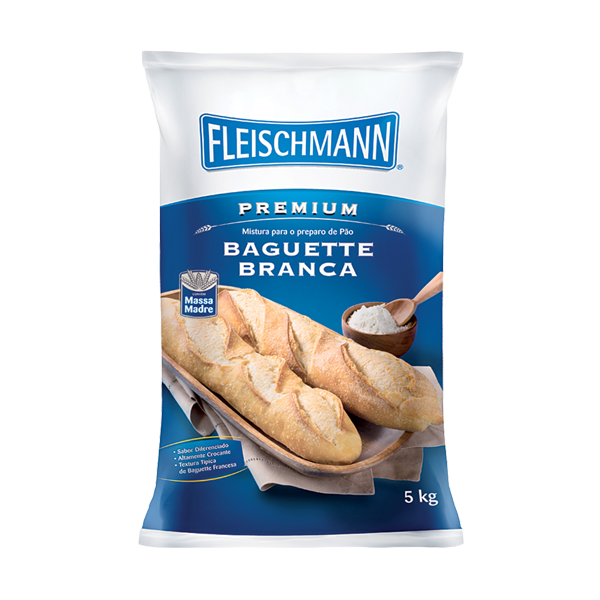 FLEISCHMANN®
PREMIUM
Mistura para o preparo de Pão
BAGUETTE
BRANCA
Massa
Madre
• Sabor Diferenciado
• Altamente Crocante
• Textura Típica
de Baguette Francesa
5 kg